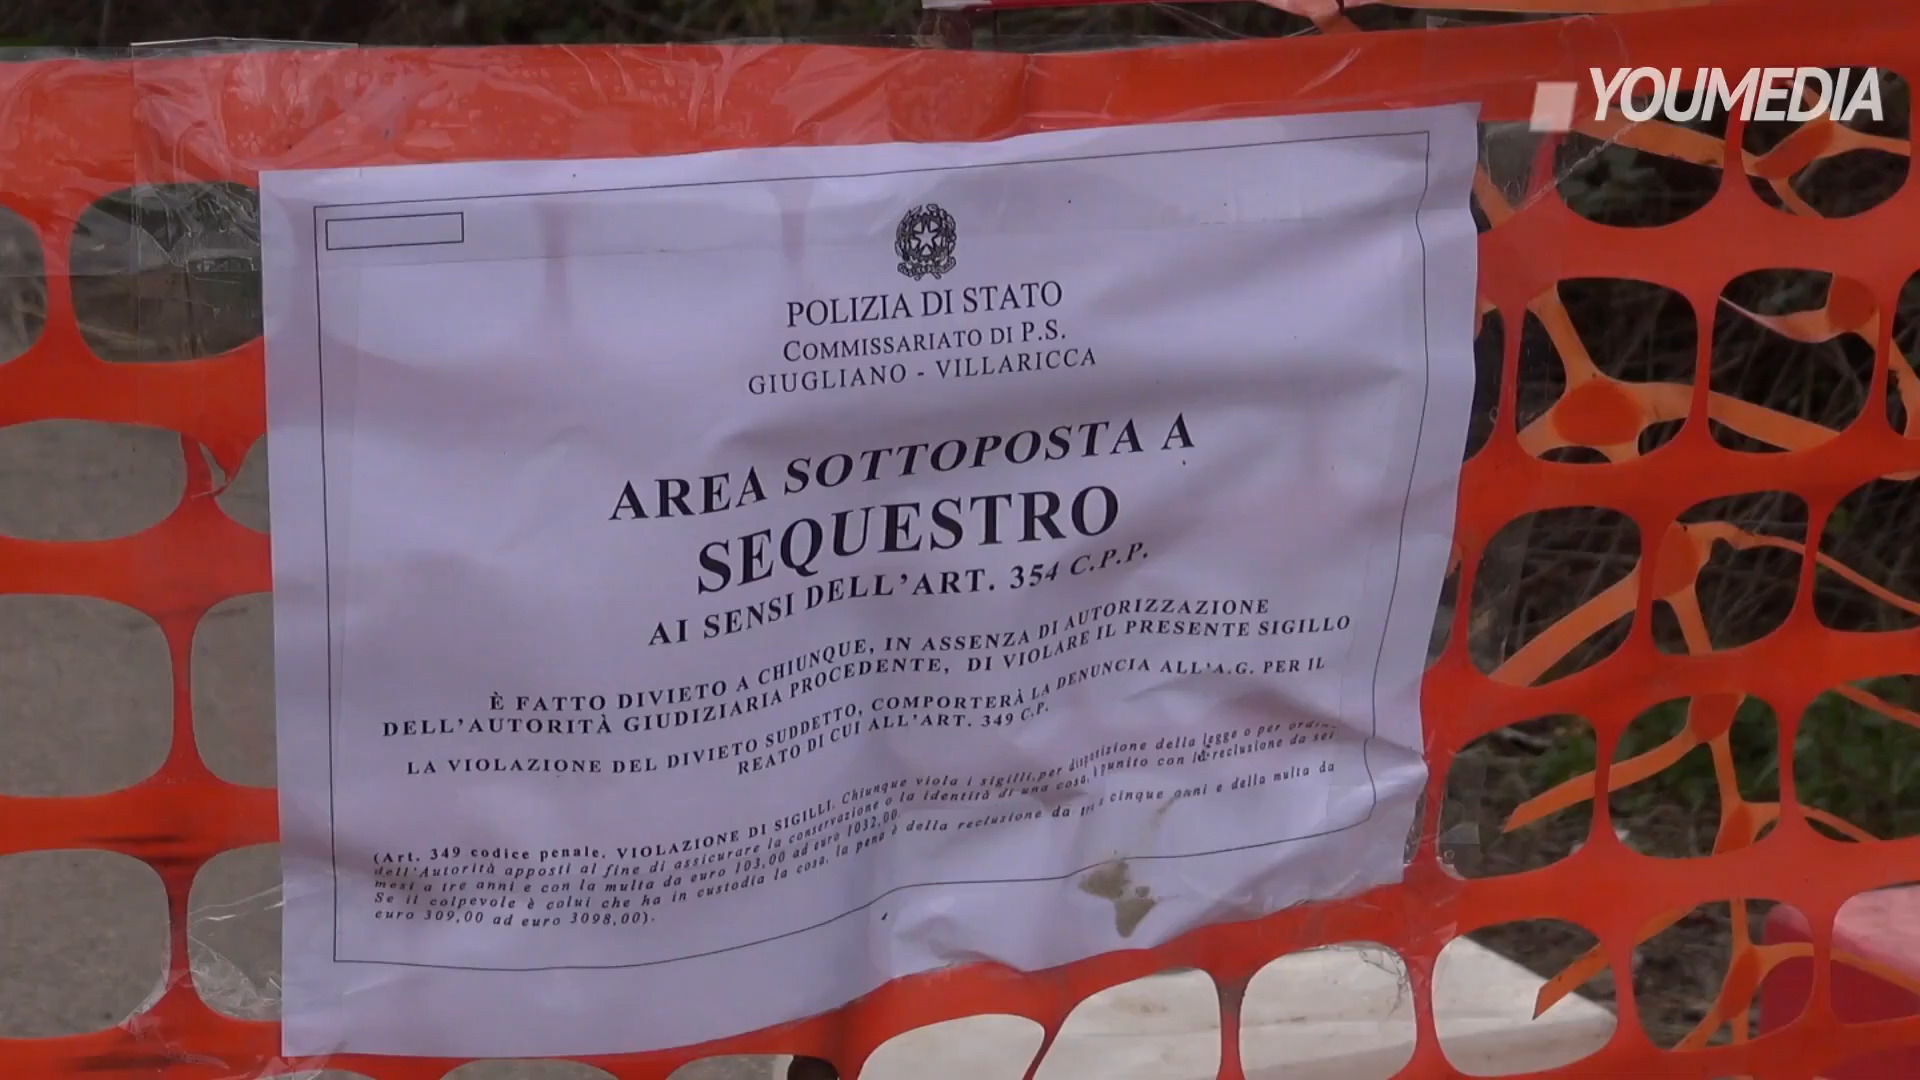 YOUMEDIA
POLIZIA DI STATO
COMMISSARIATO DI P.S.
GIUGLIANO - VILLARICCA
AREA SOTTOPOSTA A
SEQUESTRO
AI SENSI DELL'ART. 354 C.P.P.
È FATTO DIVIETO A CHIUNQUE, IN ASSENZA DI AUTORIZZAZIONE
DELL'AUTORITÀ GIUDIZIARIA PROCEDENTE, DI VIOLARE IL PRESENTE SIGILLO
LA VIOLAZIONE DEL DIVIETO SUDDETTO, COMPORTERÀ LA DENUNCIA ALL'A.G. PER IL
REATO DI CUI ALL'ART. 349 C.P.
(Art. 349 codice penale. VIOLAZIONE DI SIGILLI. Chiunque viola i sigilli, per disposizione della legge o per
dell'Autorità apposti al fine di assicurare la conservazione o la identità di una cosa, punito con la reclusione da sei
mesi a tre anni e con la multa da euro 103,00 ad euro 1032,00.
Se il colpevole è colui che ha in custodia la cosa, la pena è della reclusione da cinque anni e della multa da
euro 309,00 ad euro 3098,00).